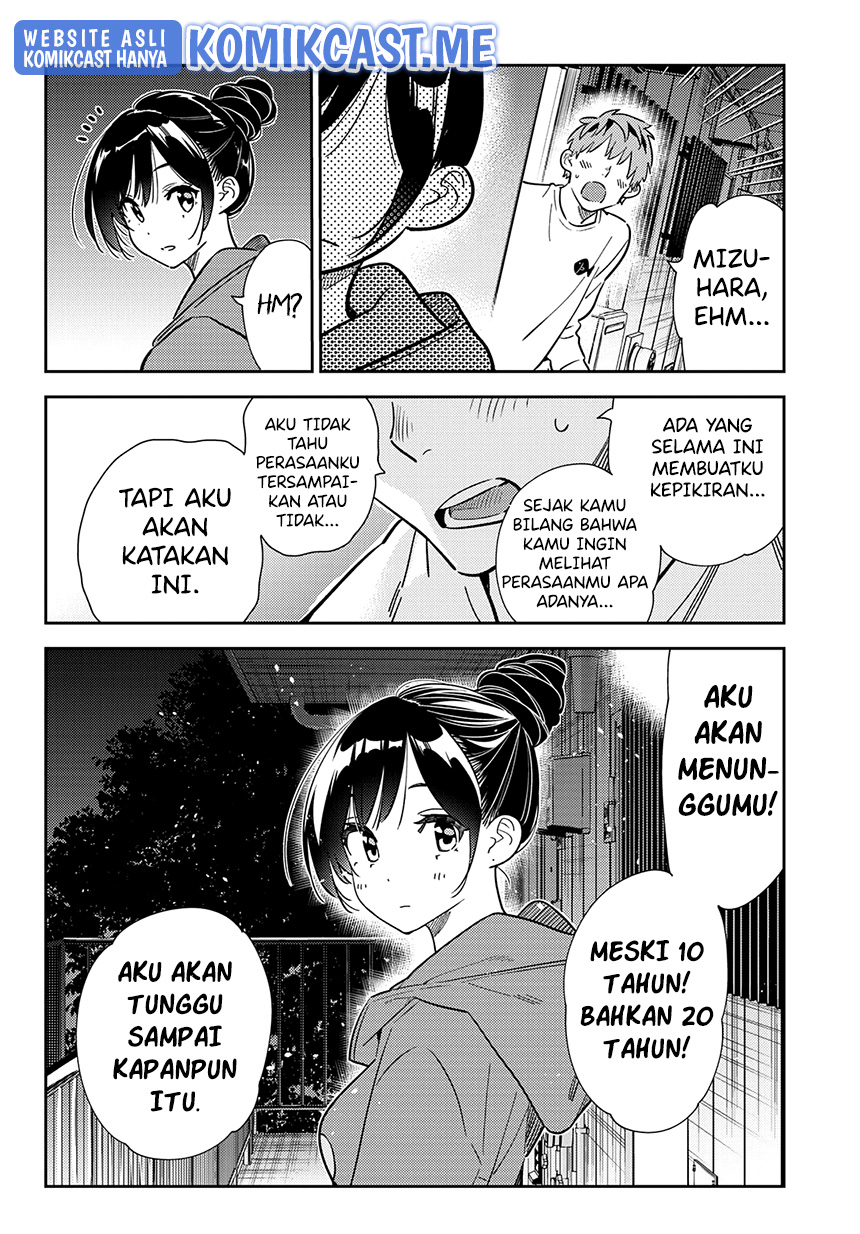 WEBSITE ASLI
KOMIKCAST HANYA
KOMIKCAST.ME
MIZU-
HARA,
EHM...
HM?
ADA YANG
SELAMA INI
MEMBUATKU
KEPIKIRAN...
SEJAK KAMU
BILANG BAHWA
KAMU INGIN
MELIHAT
PERASAANMU APA
ADANYA...
AKU TIDAK
TAHU
PERASAANKU
TERSAMPAI-
KAN ATAU
TIDAK...
TAPI AKU
AKAN
KATAKAN
INI.
AKU
AKAN
MENUN-
GGUMU!
MESKI 10
TAHUN!
BAHKAN 20
TAHUN!
AKU AKAN
TUNGGU
SAMPAI
KAPANPUN
ITU.